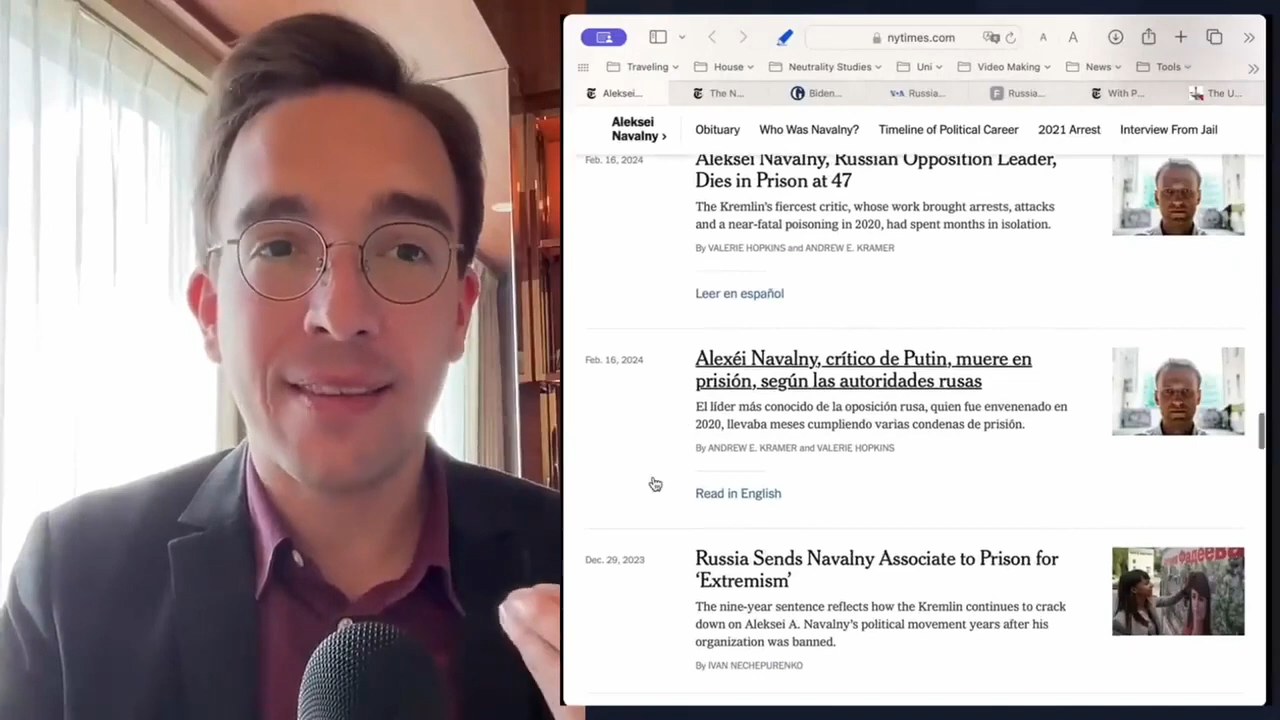 nytimes.com
A
A
Traveling
House
Neutrality Studies
Uni
Video Making
News
Tools
Aleksei...
The N...
Biden...
VOA
Russia...
F
Russia...
With P...
The U...
Aleksei
Navalny ›
Obituary
Who Was Navalny?
Timeline of Political Career
2021 Arrest
Interview From Jail
Feb. 16, 2024
Aleksei Navalny, Russian Opposition Leader,
Dies in Prison at 47
The Kremlin's fiercest critic, whose work brought arrests, attacks
and a near-fatal poisoning in 2020, had spent months in isolation.
By VALERIE HOPKINS and ANDREW E. KRAMER
Leer en español
Feb. 16, 2024
Alexéi Navalny, crítico de Putin, muere en
prisión, según las autoridades rusas
El líder más conocido de la oposición rusa, quien fue envenenado en
2020, llevaba meses cumpliendo varias condenas de prisión.
By ANDREW E. KRAMER and VALERIE HOPKINS
Read in English
Dec. 29, 2023
Russia Sends Navalny Associate to Prison for
‘Extremism’
The nine-year sentence reflects how the Kremlin continues to crack
down on Aleksei A. Navalny's political movement years after his
organization was banned.
By IVAN NECHEPURENKO